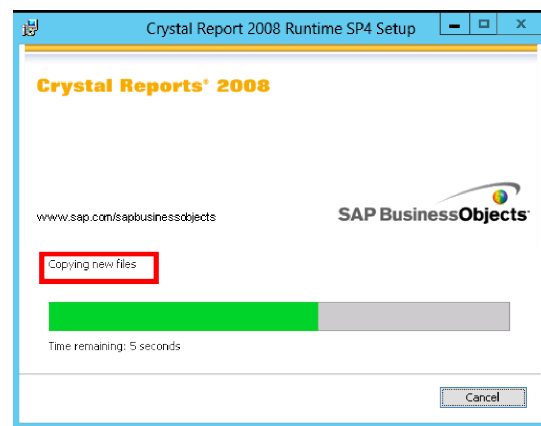 Crystal Report 2008 Runtime SP4 Setup
Crystal Reports® 2008
www.sap.com/sapbusinessobjects
SAP BusinessObjects
Copying new files
Time remaining: 5 seconds
Cancel